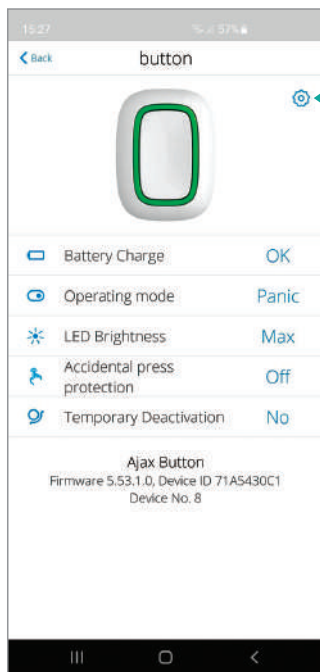 15:27 57%
Back button
Battery Charge OK
Operating mode Panic
LED Brightness Max
Accidental press
protection Off
Temporary Deactivation No
Ajax Button
Firmware 5.53.1.0, Device ID 71A5430C1
Device No. 8